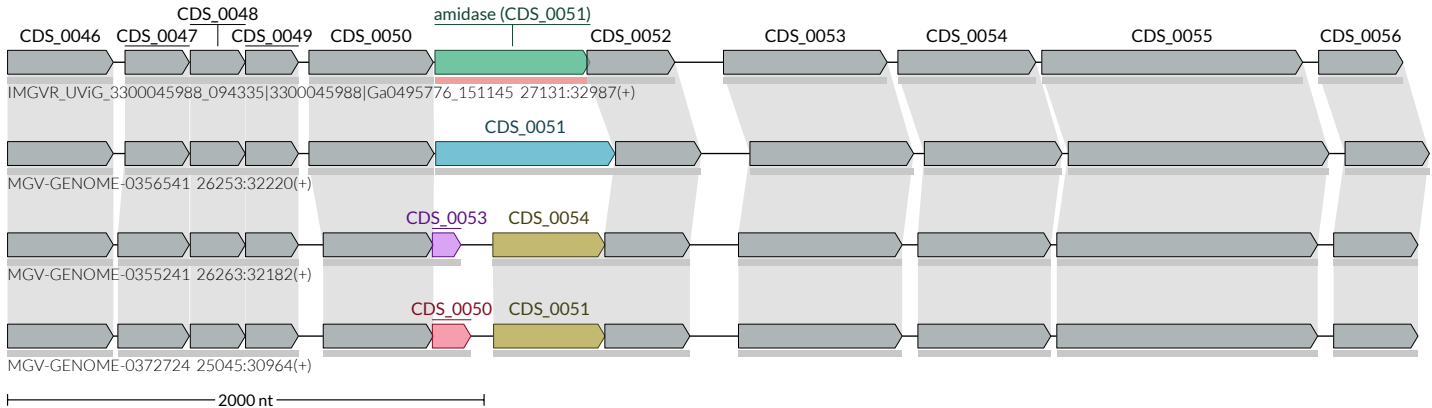 CDS_0048 amidase (CDS_0051)
CDS_0046 CDS_0047 CDS_0049 CDS_0050 CDS_0052 CDS_0053 CDS_0054 CDS_0055 CDS_0056
IMGVR_UViG_3300045988_094335|3300045988|Ga0495776_151145 27131:32987(+)
CDS_0051
MGV-GENOME-0356541 26253:32220(+)
CDS_0053 CDS_0054
MGV-GENOME-0355241 26263:32182(+)
CDS_0050 CDS_0051
MGV-GENOME-0372724 25045:30964(+)
2000 nt